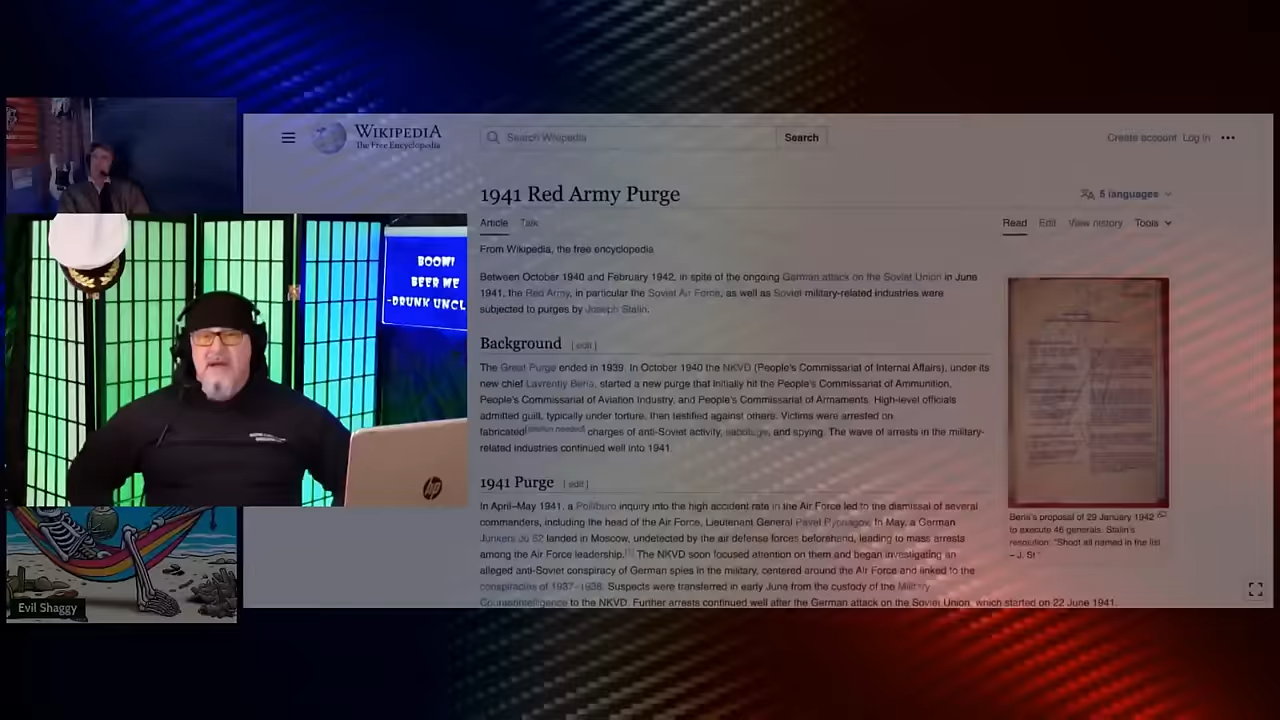 WIKIPEDIA
The Free Encyclopedia
Search Wikipedia
Search
Create account Log in
1941 Red Army Purge
5 languages
Article Talk
Read Edit View history Tools
From Wikipedia, the free encyclopedia
Between October 1940 and February 1942, in spite of the ongoing German attack on the Soviet Union in June
1941, the Red Army, in particular the Soviet Air Force, as well as Soviet military-related industries were
subjected to purges by Joseph Stalin.
Background [ edit ]
The Great Purge ended in 1939. In October 1940 the NKVD (People's Commissariat of Internal Affairs), under its
new chief Lavrentiy Beria, started a new purge that initially hit the People's Commissariat of Ammunition,
People's Commissariat of Aviation Industry, and People's Commissariat of Armaments. High-level officials
admitted guilt, typically under torture, then testified against others. Victims were arrested on
fabricated[citation needed] charges of anti-Soviet activity, sabotage, and spying. The wave of arrests in the military-
related industries continued well into 1941.
1941 Purge [ edit ]
In April–May 1941, a Politburo inquiry into the high accident rate in the Air Force led to the dismissal of several
commanders, including the head of the Air Force, Lieutenant General Pavel Rychagov. In May, a German
Junkers Ju 52 landed in Moscow, undetected by the air defense forces beforehand, leading to mass arrests
among the Air Force leadership.[1] The NKVD soon focused attention on them and began investigating an
alleged anti-Soviet conspiracy of German spies in the military, centered around the Air Force and linked to the
conspiracies of 1937–1938. Suspects were transferred in early June from the custody of the Military
Counterintelligence to the NKVD. Further arrests continued well after the German attack on the Soviet Union, which started on 22 June 1941.
Beria's proposal of 29 January 1942
to execute 46 generals. Stalin's
resolution: "Shoot all named in the list
– J. St."
BOOM!
BEER ME
-DRUNK UNCL
hp
Evil Shaggy